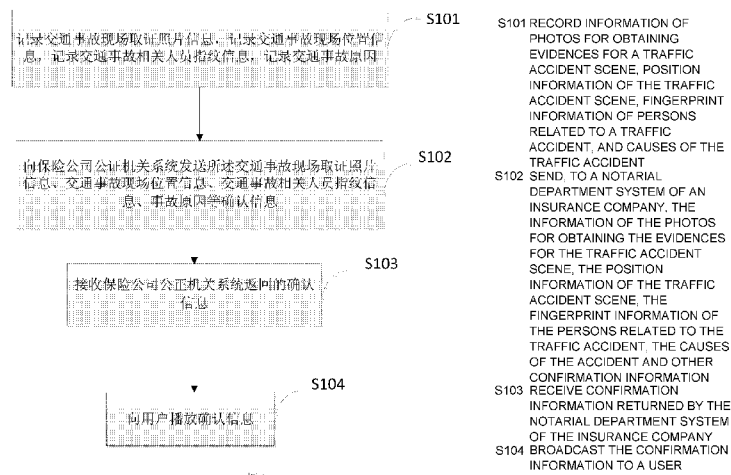 S101
记录交通事故现场取证照片信息，记录交通事故现场位置信
息，记录交通事故相关人员指纹信息，记录交通事故原因
S102
向保险公司公证机关系统发送所述交通事故现场取证照片
信息、交通事故现场位置信息、交通事故相关人员指纹信
息、事故原因等确认信息
S103
接收保险公司公正机关系统返回的确认
信息
S104
向用户播放确认信息
S101 RECORD INFORMATION OF
PHOTOS FOR OBTAINING
EVIDENCES FOR A TRAFFIC
ACCIDENT SCENE, POSITION
INFORMATION OF THE TRAFFIC
ACCIDENT SCENE, FINGERPRINT
INFORMATION OF PERSONS
RELATED TO A TRAFFIC
ACCIDENT, AND CAUSES OF THE
TRAFFIC ACCIDENT
S102 SEND, TO A NOTARIAL
DEPARTMENT SYSTEM OF AN
INSURANCE COMPANY, THE
INFORMATION OF THE PHOTOS
FOR OBTAINING THE EVIDENCES
FOR THE TRAFFIC ACCIDENT
SCENE, THE POSITION
INFORMATION OF THE TRAFFIC
ACCIDENT SCENE, THE
FINGERPRINT INFORMATION OF
THE PERSONS RELATED TO THE
TRAFFIC ACCIDENT, THE CAUSES
OF THE ACCIDENT AND OTHER
CONFIRMATION INFORMATION
S103 RECEIVE CONFIRMATION
INFORMATION RETURNED BY THE
NOTARIAL DEPARTMENT SYSTEM
OF THE INSURANCE COMPANY
S104 BROADCAST THE CONFIRMATION
INFORMATION TO A USER